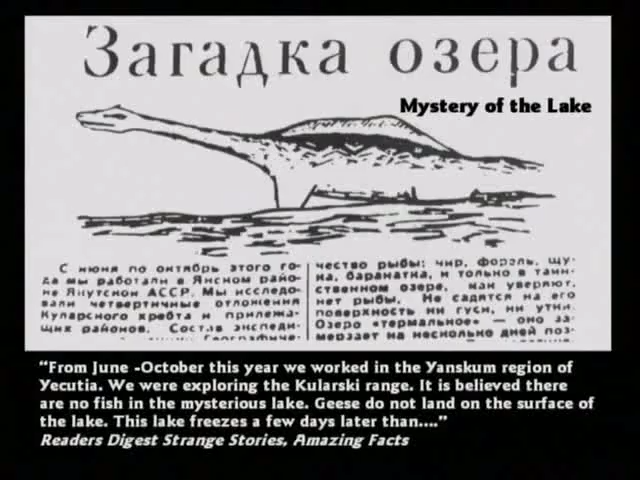 Загадка озера
Mystery of the Lake
С июня по октябрь этого го-
да мы работали в Янском райо-
не Якутской АССР. Мы исследо-
вали четвертичные отложения
Куларского хребта и прилежа-
щих районов. Состав экспеди-
Географиче-
чество рыбы: чир, форель, щу-
ка, и только в таин-
ственном озере, как уверяют,
нет рыбы. Не садятся на его
поверхность ни гуси, ни утки.
Озеро «термальное» — оно за-
мерзает на несколько дней поз-
"From June -October this year we worked in the Yanskum region of
Yecutia. We were exploring the Kularski range. It is believed there
are no fish in the mysterious lake. Geese do not land on the surface of
the lake. This lake freezes a few days later than...."
Readers Digest Strange Stories, Amazing Facts